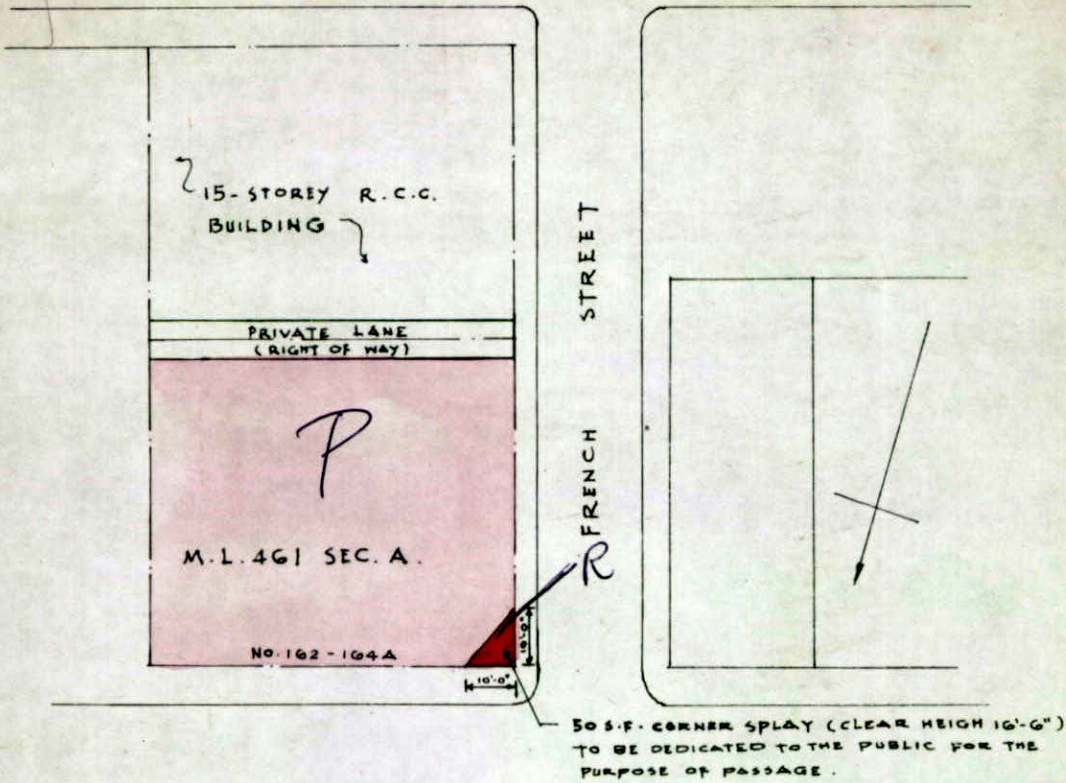 15-STOREY R.C.C.
BUILDING
PRIVATE LANE
(RIGHT OF WAY)
P
M.L. 461 SEC. A.
NO. 162-164A
FRENCH STREET
R
10'-0"
10'-0"
50 S.F. CORNER SPLAY (CLEAR HEIGH 16'-6")
TO BE DEDICATED TO THE PUBLIC FOR THE
PURPOSE OF PASSAGE.